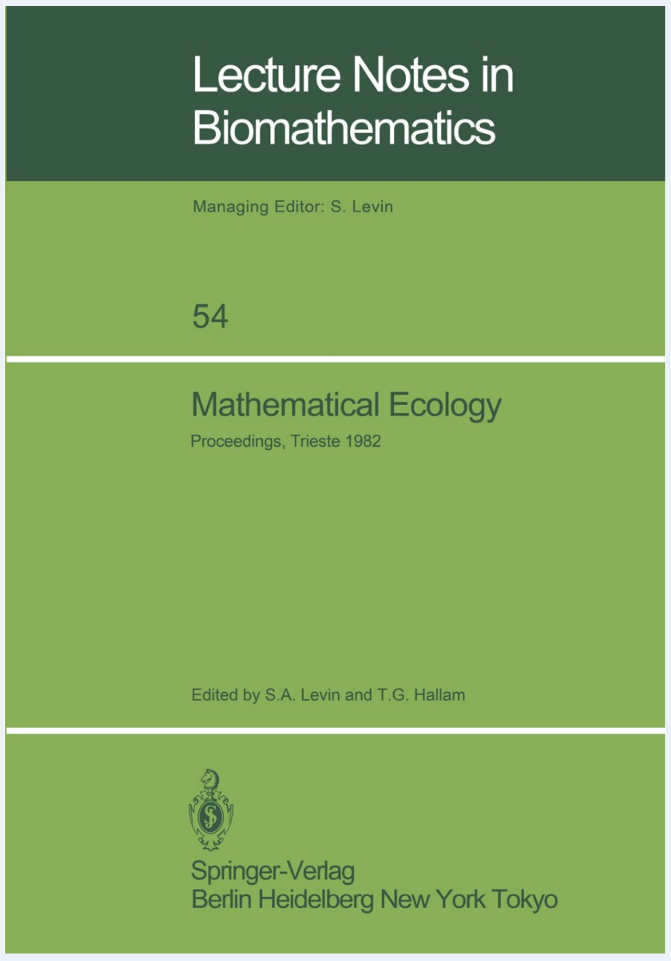 Lecture Notes in
Biomathematics
Managing Editor: S. Levin
54
Mathematical Ecology
Proceedings, Trieste 1982
Edited by S.A. Levin and T.G. Hallam
Springer-Verlag
Berlin Heidelberg New York Tokyo